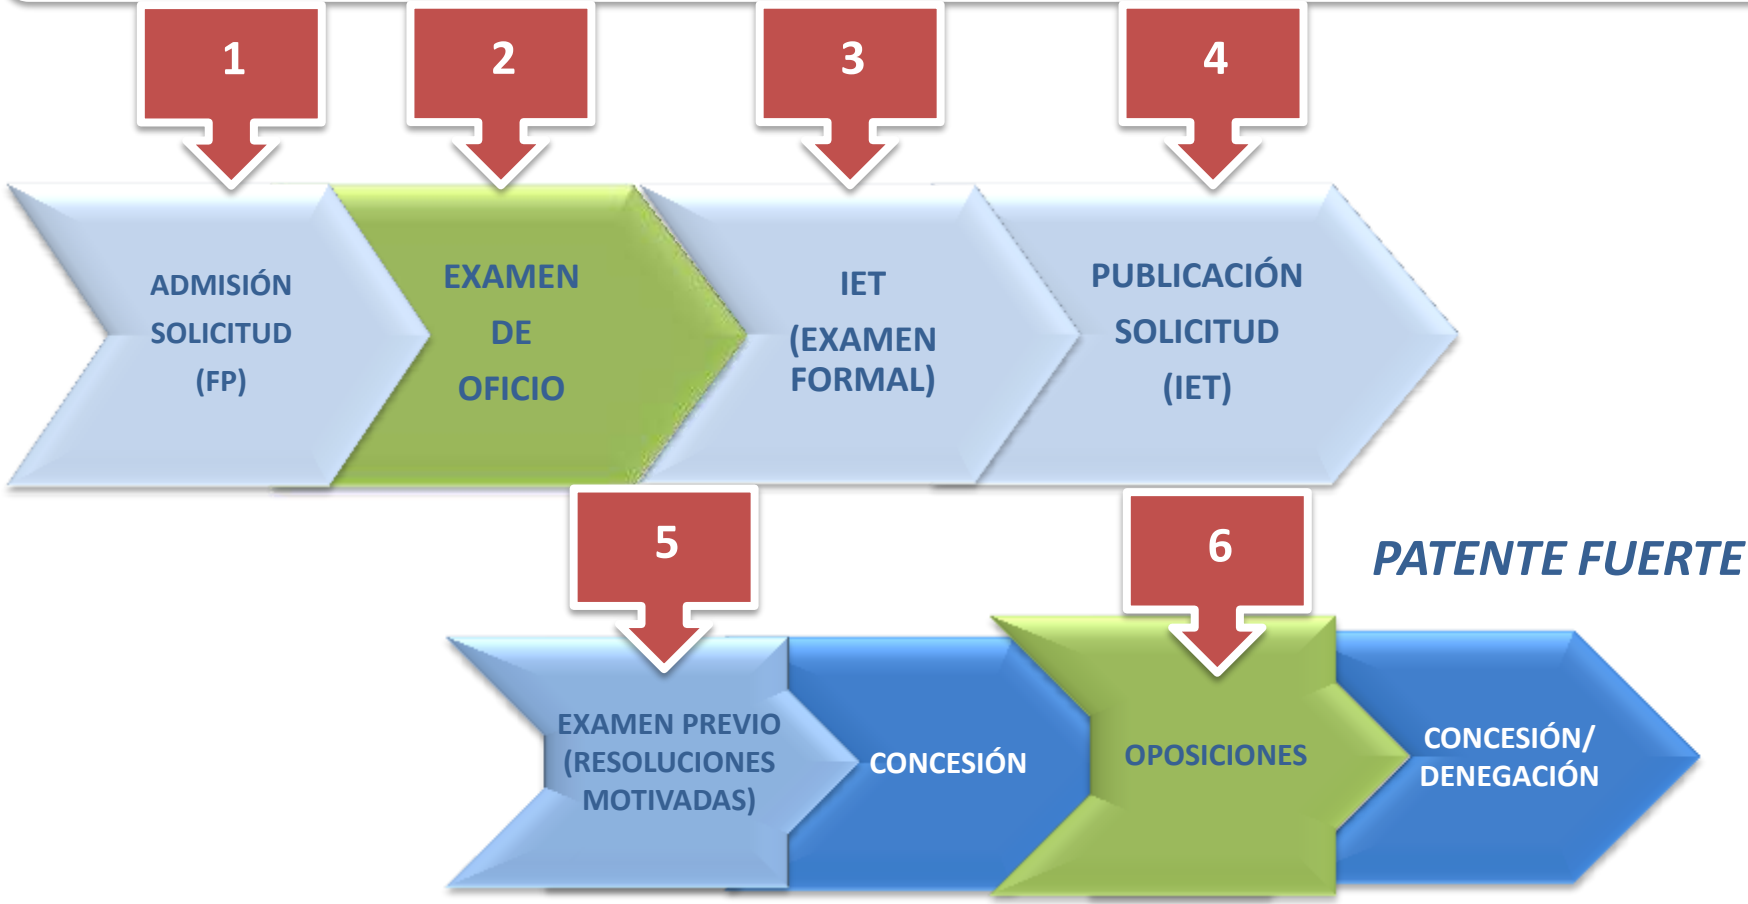 1
2
3
4
ADMISIÓN
SOLICITUD
(FP)
EXAMEN
DE
OFICIO
IET
(EXAMEN
FORMAL)
PUBLICACIÓN
SOLICITUD
(IET)
5
6
PATENTE FUERTE
EXAMEN PREVIO
(RESOLUCIONES
MOTIVADAS)
CONCESIÓN
OPOSICIONES
CONCESIÓN/
DENEGACIÓN